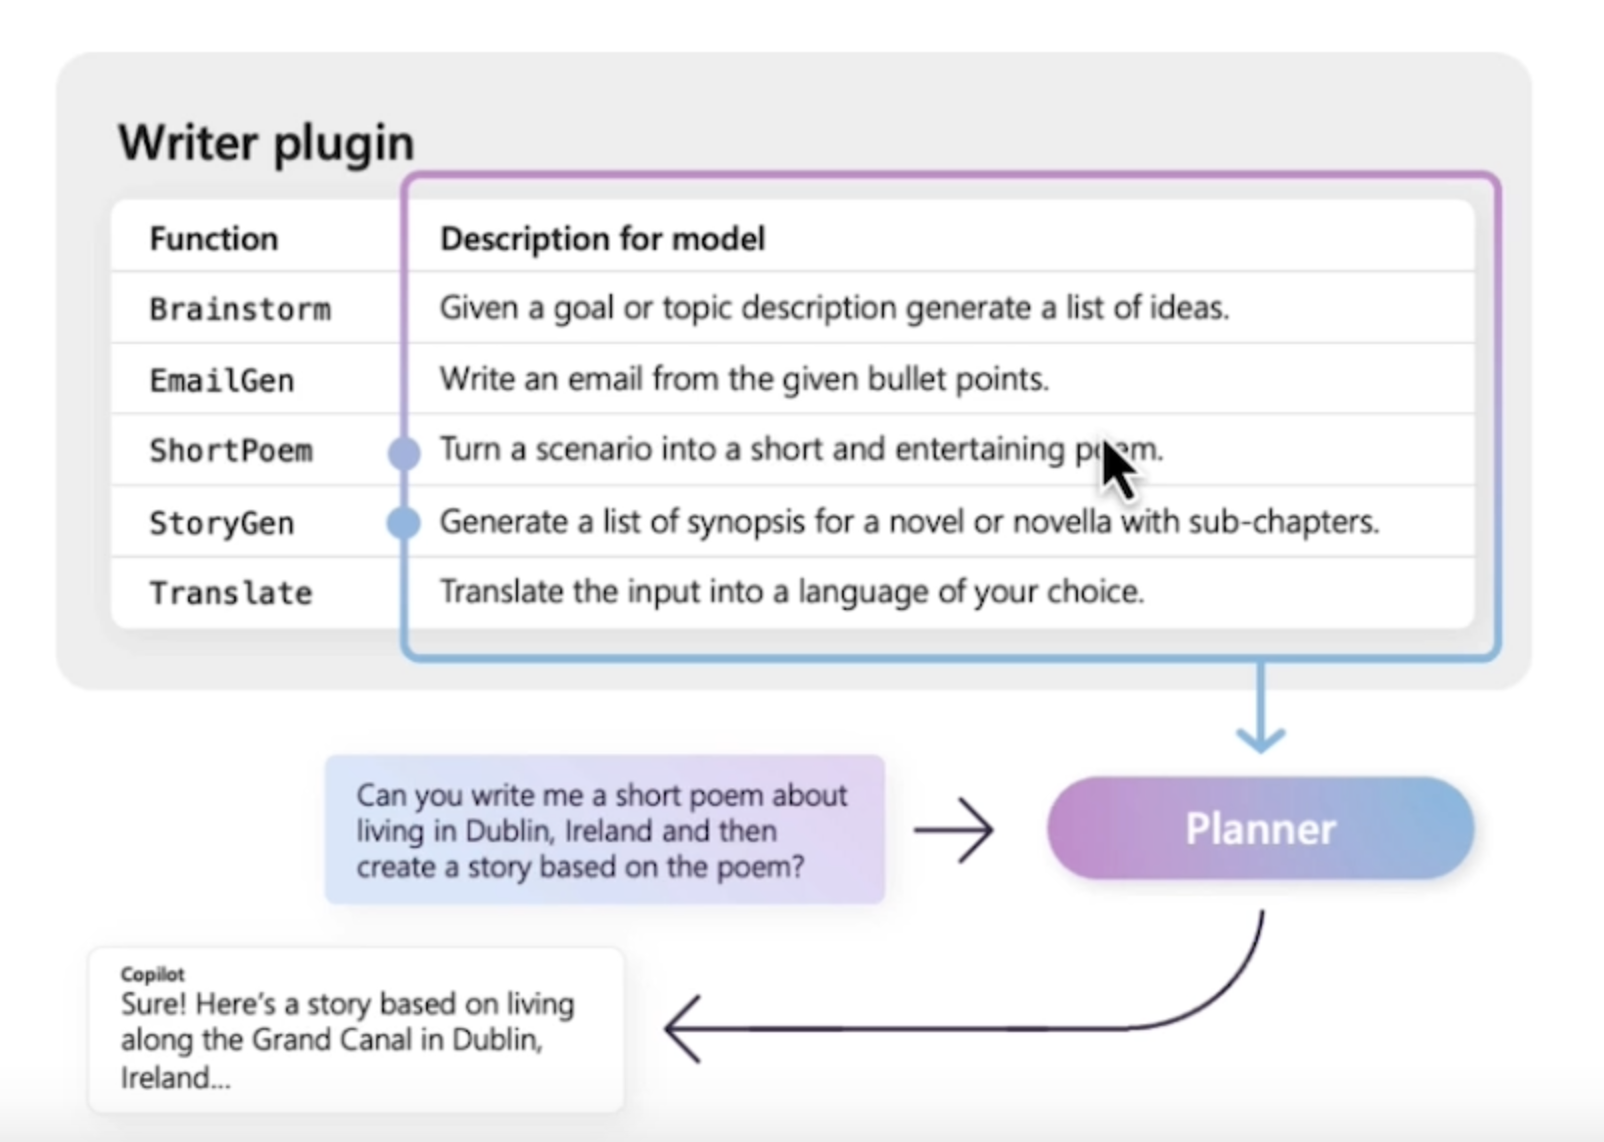 Writer plugin
Function Description for model
Brainstorm Given a goal or topic description generate a list of ideas.
EmailGen Write an email from the given bullet points.
ShortPoem Turn a scenario into a short and entertaining poem.
StoryGen Generate a list of synopsis for a novel or novella with sub-chapters.
Translate Translate the input into a language of your choice.
Can you write me a short poem about
living in Dublin, Ireland and then
create a story based on the poem?
Planner
Copilot
Sure! Here's a story based on living
along the Grand Canal in Dublin,
Ireland...